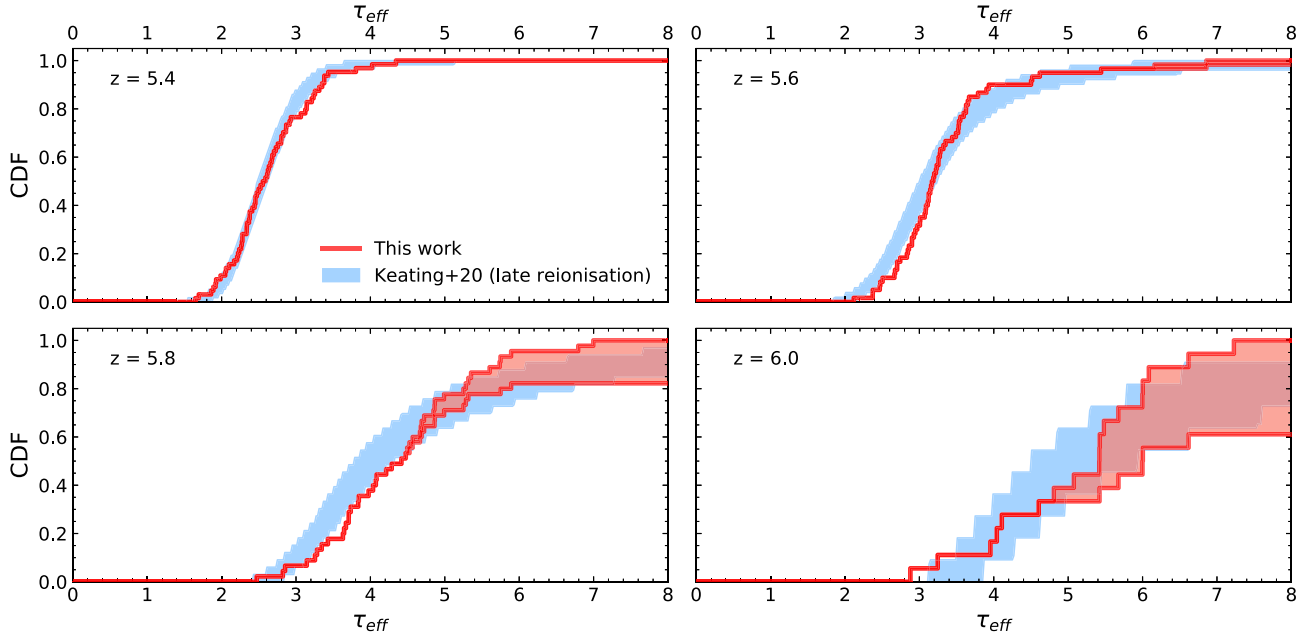 τeff τeff
0 1 2 3 4 5 6 7 8 0 1 2 3 4 5 6 7 8
1.0
0.8
0.6
0.4
0.2
0.0
CDF
z = 5.4
This work
Keating+20 (late reionisation)
z = 5.6
1.0
0.8
0.6
0.4
0.2
0.0
CDF
z = 5.8
z = 6.0
0 1 2 3 4 5 6 7 8 0 1 2 3 4 5 6 7 8
τeff τeff